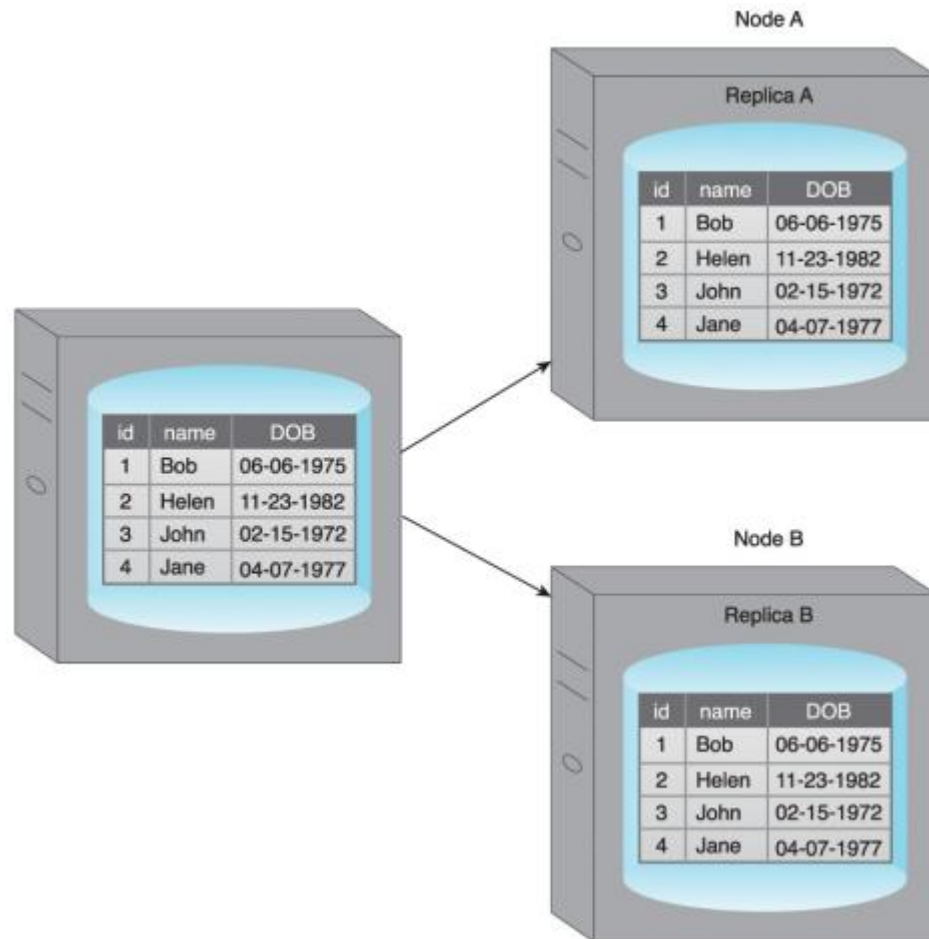 Node A
Replica A
id name DOB
1 Bob 06-06-1975
2 Helen 11-23-1982
3 John 02-15-1972
4 Jane 04-07-1977
id name DOB
1 Bob 06-06-1975
2 Helen 11-23-1982
3 John 02-15-1972
4 Jane 04-07-1977
Node B
Replica B
id name DOB
1 Bob 06-06-1975
2 Helen 11-23-1982
3 John 02-15-1972
4 Jane 04-07-1977